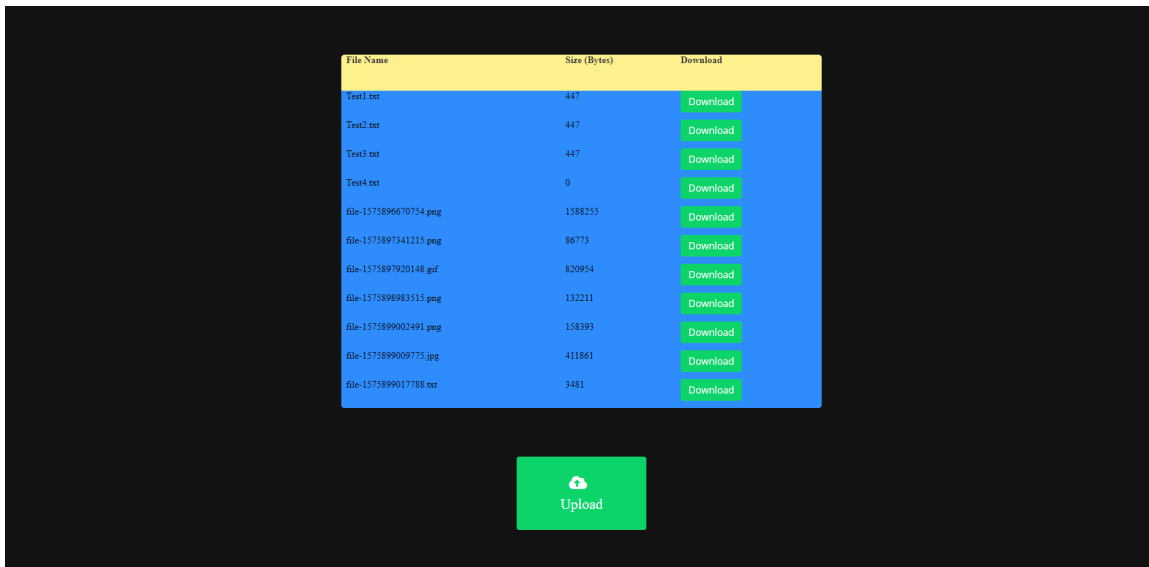 File Name Size (Bytes) Download
Test1.txt 447 Download
Test2.txt 447 Download
Test3.txt 447 Download
Test4.txt 0 Download
file-1575896670754.png 1588255 Download
file-1575897341215.png 86773 Download
file-1575897920148.gif 820954 Download
file-1575898983515.png 132211 Download
file-1575899002491.png 158393 Download
file-1575899009775.jpg 411861 Download
file-1575899017788.txt 3481 Download
Upload